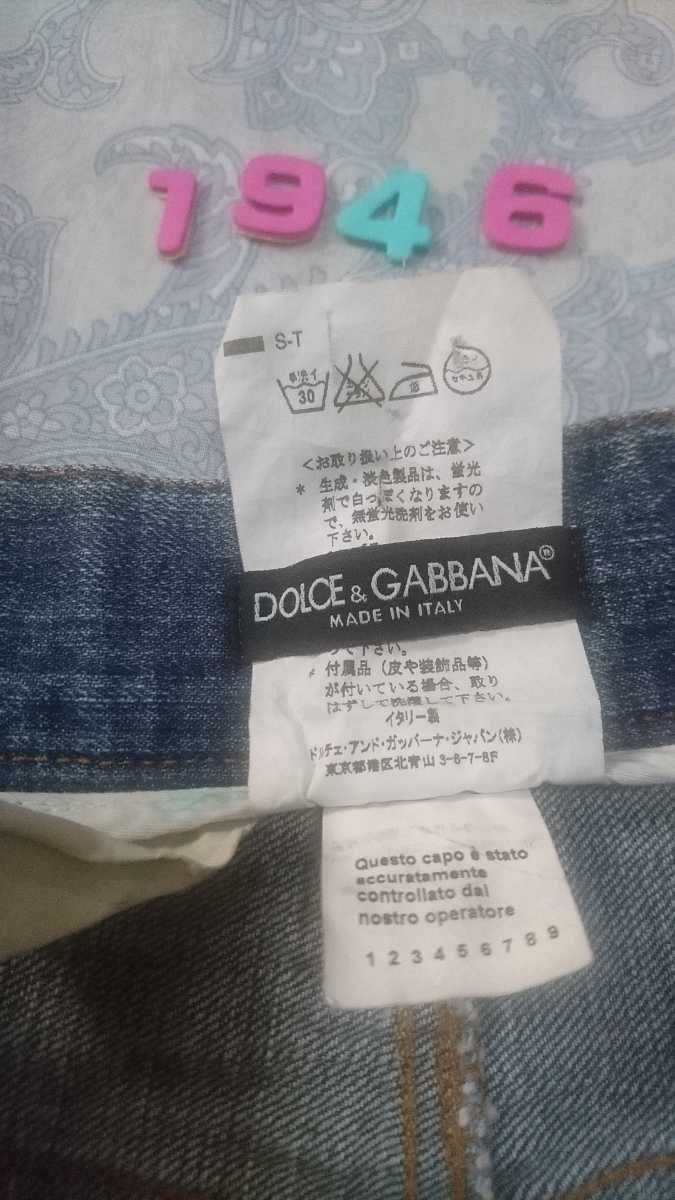 1946
S-T
30
<お取り扱い上のご注意>
* 生成・淡色製品は、蛍光
剤で白っぽくなりますの
で、無蛍光洗剤をお使い
下さい。
DOLCE & GABBANA®
MADE IN ITALY
って下さい。
* 付属品（皮や装飾品等）
が付いている場合、取り
はずして洗濯して下さい。
イタリー製
ドルチェ・アンド・ガッバーナ・ジャパン(株)
東京都港区北青山 3-6-7-8F
Questo capo è stato
accuratamente
controllato dal
nostro operatore
1 2 3 4 5 6 7 8 9